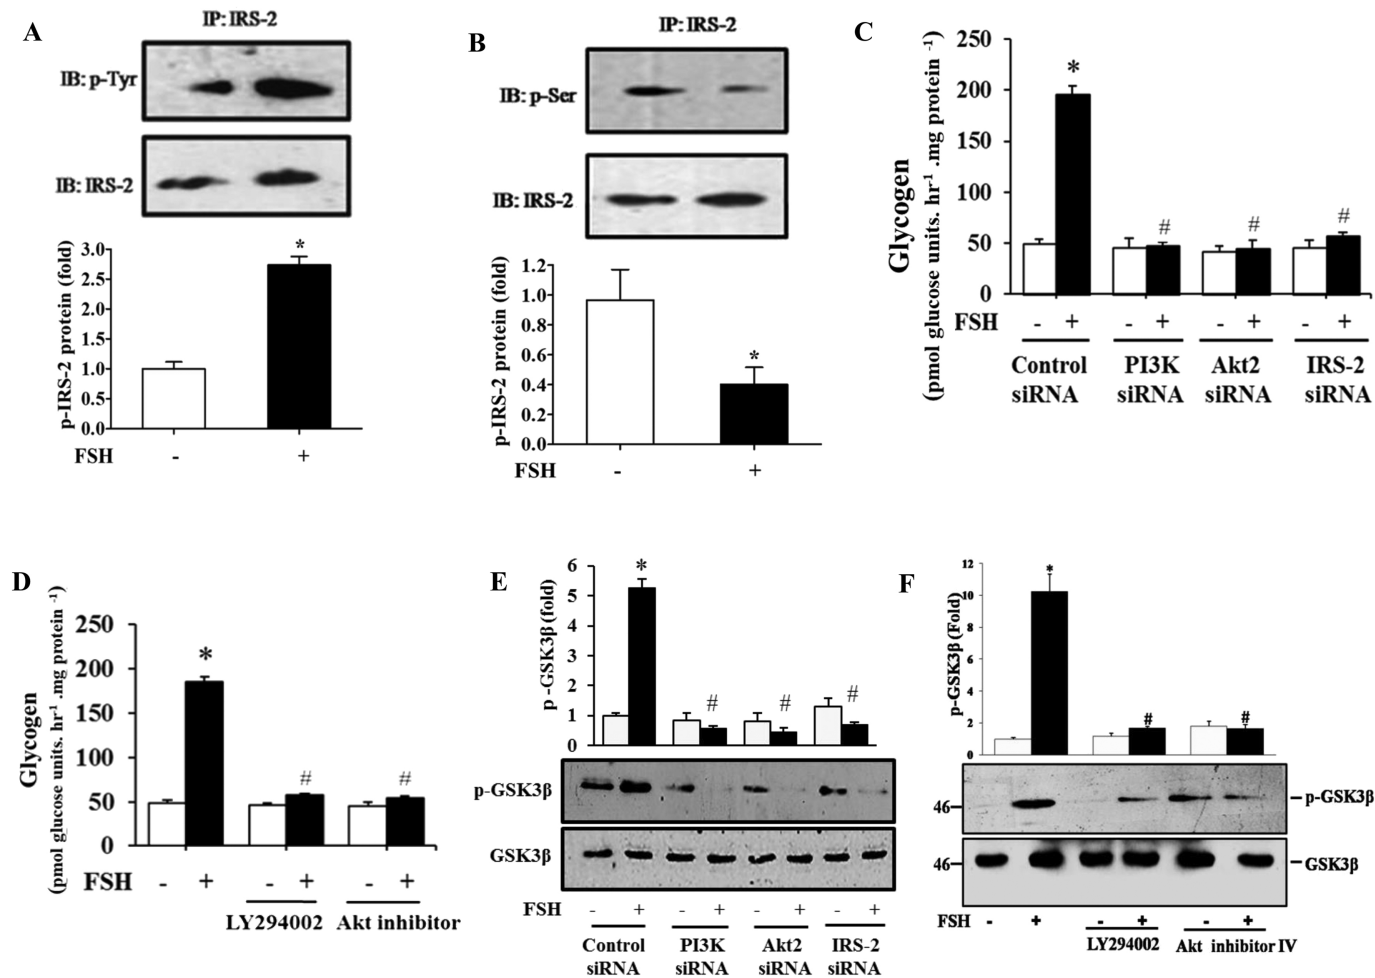 A
IP: IRS-2
IB: p-Tyr
IB: IRS-2
p-IRS-2 protein (fold)
3.0
2.5
2.0
1.5
1.0
0.5
0.0
*
FSH - +
B
IP: IRS-2
IB: p-Ser
IB: IRS-2
p-IRS-2 protein (fold)
1.2
1.0
0.8
0.6
0.4
0.2
0.0
*
FSH - +
C
Glycogen
(pmol glucose units. hr-1 .mg protein -1)
250
200
150
100
50
0
* # # #
FSH - + - + - + - +
Control PI3K Akt2 IRS-2
siRNA siRNA siRNA siRNA
D
Glycogen
(pmol glucose units. hr-1 .mg protein -1)
250
200
150
100
50
0
* # #
FSH - + - + - +
LY294002 Akt inhibitor
E
p -GSK3β (fold)
6
5
4
3
2
1
0
* # # #
p-GSK3β
GSK3β
FSH - + - + - + - +
Control PI3K Akt2 IRS-2
siRNA siRNA siRNA siRNA
F
p-GSK3β (Fold)
12
10
8
6
4
2
0
* # #
46 p-GSK3β
46 GSK3β
FSH - + - + - +
LY294002 Akt inhibitor IV